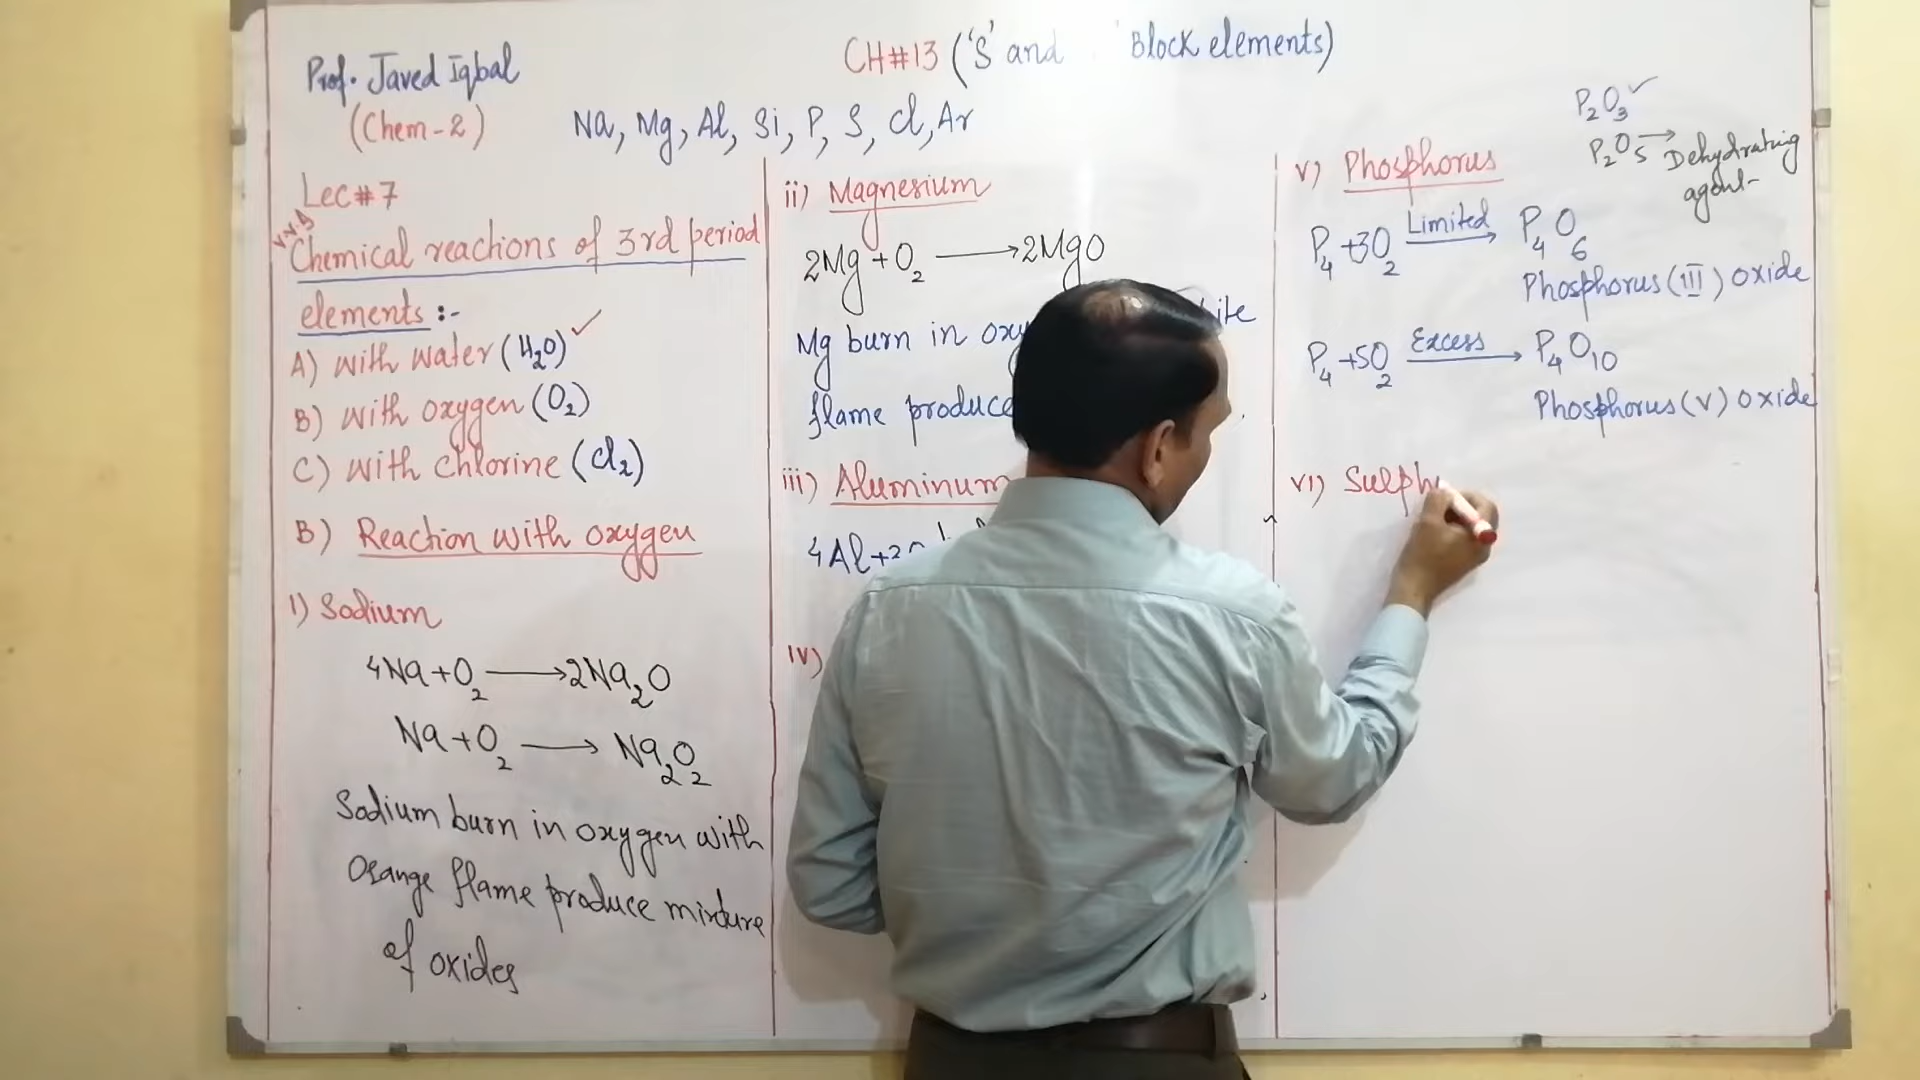 Prof. Javed Iqbal
(Chem-2)
CH#13 ('S' and ' Block elements)
Na, Mg, Al, Si, P, S, Cl, Ar
Lec#7
Chemical reactions of 3rd period
elements:-
A) with water (H₂O) ✓
B) with oxygen (O₂)
C) with chlorine (Cl₂)
B) Reaction with oxygen
1) Sodium
4Na + O₂ ⟶ 2Na₂O
Na + O₂ ⟶ Na₂O₂
Sodium burn in oxygen with
Orange flame produce mixture
of oxides
ii) Magnesium
2Mg + O₂ ⟶ 2MgO
Mg burn in
flame produce
iii) Aluminum
4Al +
iv)
P₂O₃ ✓
P₂O₅ → Dehydrating
agent-
v) Phosphorus
P₄ + 3O₂ Limited⟶ P₄O₆
Phosphorus (III) oxide
P₄ + 5O₂ Excess⟶ P₄O₁₀
Phosphorus (V) oxide
vi) Sulph